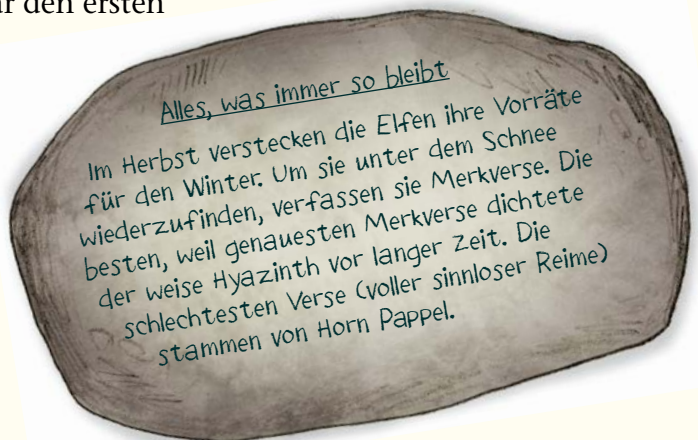 den ersten
Alles, was immer so bleibt
Im Herbst verstecken die Elfen ihre Vorräte
für den Winter. Um sie unter dem Schnee
wiederzufinden, verfassen sie Merkverse. Die
besten, weil genauesten Merkverse dichtete
der weise Hyazinth vor langer Zeit. Die
schlechtesten Verse (voller sinnloser Reime)
stammen von Horn Pappel.